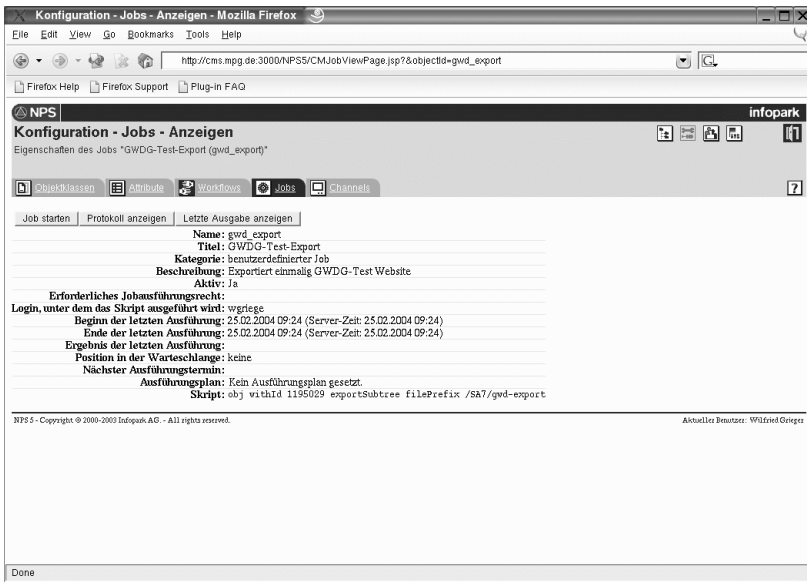 Konfiguration - Jobs - Anzeigen - Mozilla Firefox
File Edit View Go Bookmarks Tools Help
http://cms.mpg.de:3000/NPS5/CMJobViewPage.jsp?&objectId=gwd_export
Firefox Help Firefox Support Plug-in FAQ
NPS infopark
Konfiguration - Jobs - Anzeigen
Eigenschaften des Jobs "GWDG-Test-Export (gwd_export)"
Objektklassen Attribute Workflows Jobs Channels ?
Job starten Protokoll anzeigen Letzte Ausgabe anzeigen
Name: gwd_export
Titel: GWDG-Test-Export
Kategorie: benutzerdefinierter Job
Beschreibung: Exportiert einmalig GWDG-Test Website
Aktiv: Ja
Erforderliches Jobausführungsrecht:
Login, unter dem das Skript ausgeführt wird: wgriege
Beginn der letzten Ausführung: 25.02.2004 09:24 (Server-Zeit: 25.02.2004 09:24)
Ende der letzten Ausführung: 25.02.2004 09:24 (Server-Zeit: 25.02.2004 09:24)
Ergebnis der letzten Ausführung:
Position in der Warteschlange: keine
Nächster Ausführungstermin:
Ausführungsplan: Kein Ausführungsplan gesetzt.
Skript: obj withId 1195029 exportSubtree filePrefix /SA7/gwd-export
NPS 5 - Copyright © 2000-2003 Infopark AG. - All rights reserved. Aktueller Benutzer: Wilfried Grieger
Done